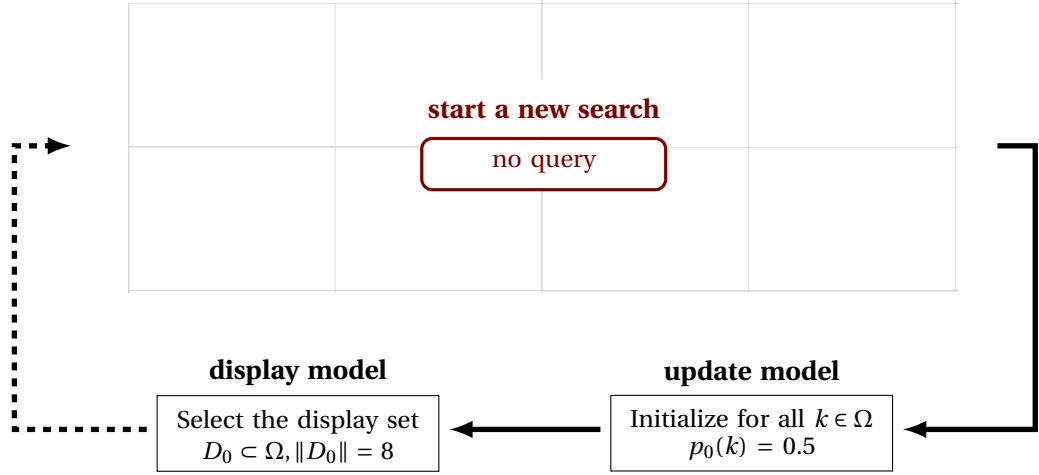 start a new search
no query
display model
Select the display set
D₀ ⊂ Ω, ‖D₀‖ = 8
update model
Initialize for all k ∈ Ω
p₀(k) = 0.5